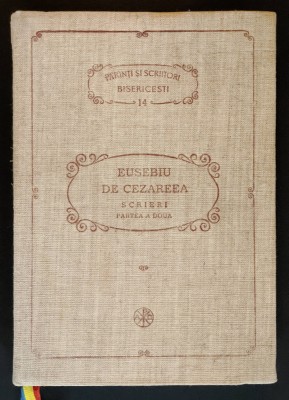 PĂRINȚI ȘI SCRIITORI
BISERICEȘTI
14
EUSEBIU
DE CEZAREEA
SCRIERI
PARTEA A DOUA